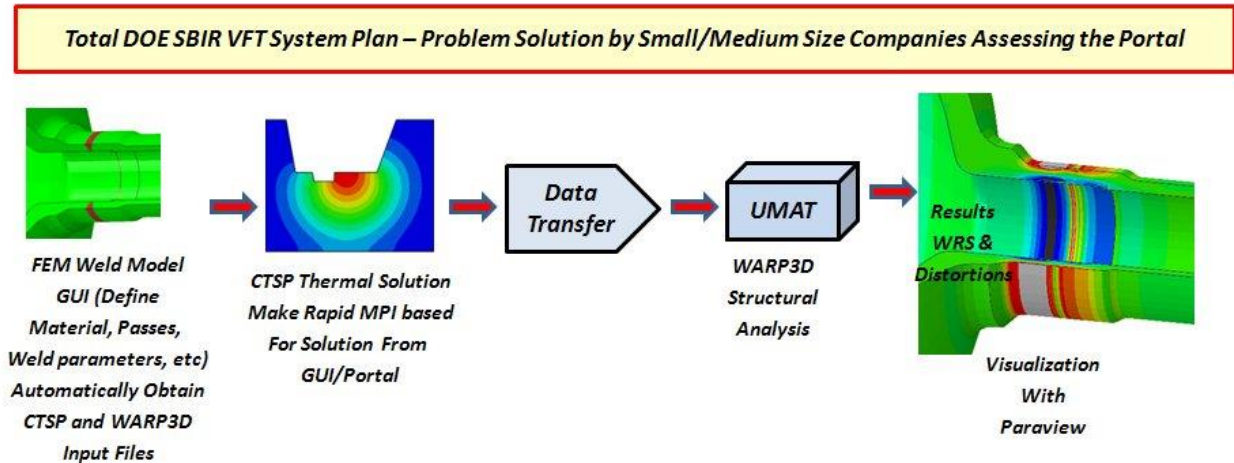 Total DOE SBIR VFT System Plan – Problem Solution by Small/Medium Size Companies Assessing the Portal
FEM Weld Model
GUI (Define
Material, Passes,
Weld parameters, etc)
Automatically Obtain
CTSP and WARP3D
Input Files
CTSP Thermal Solution
Make Rapid MPI based
For Solution From
GUI/Portal
Data
Transfer
UMAT
WARP3D
Structural
Analysis
Results
WRS &
Distortions
Visualization
With
Paraview